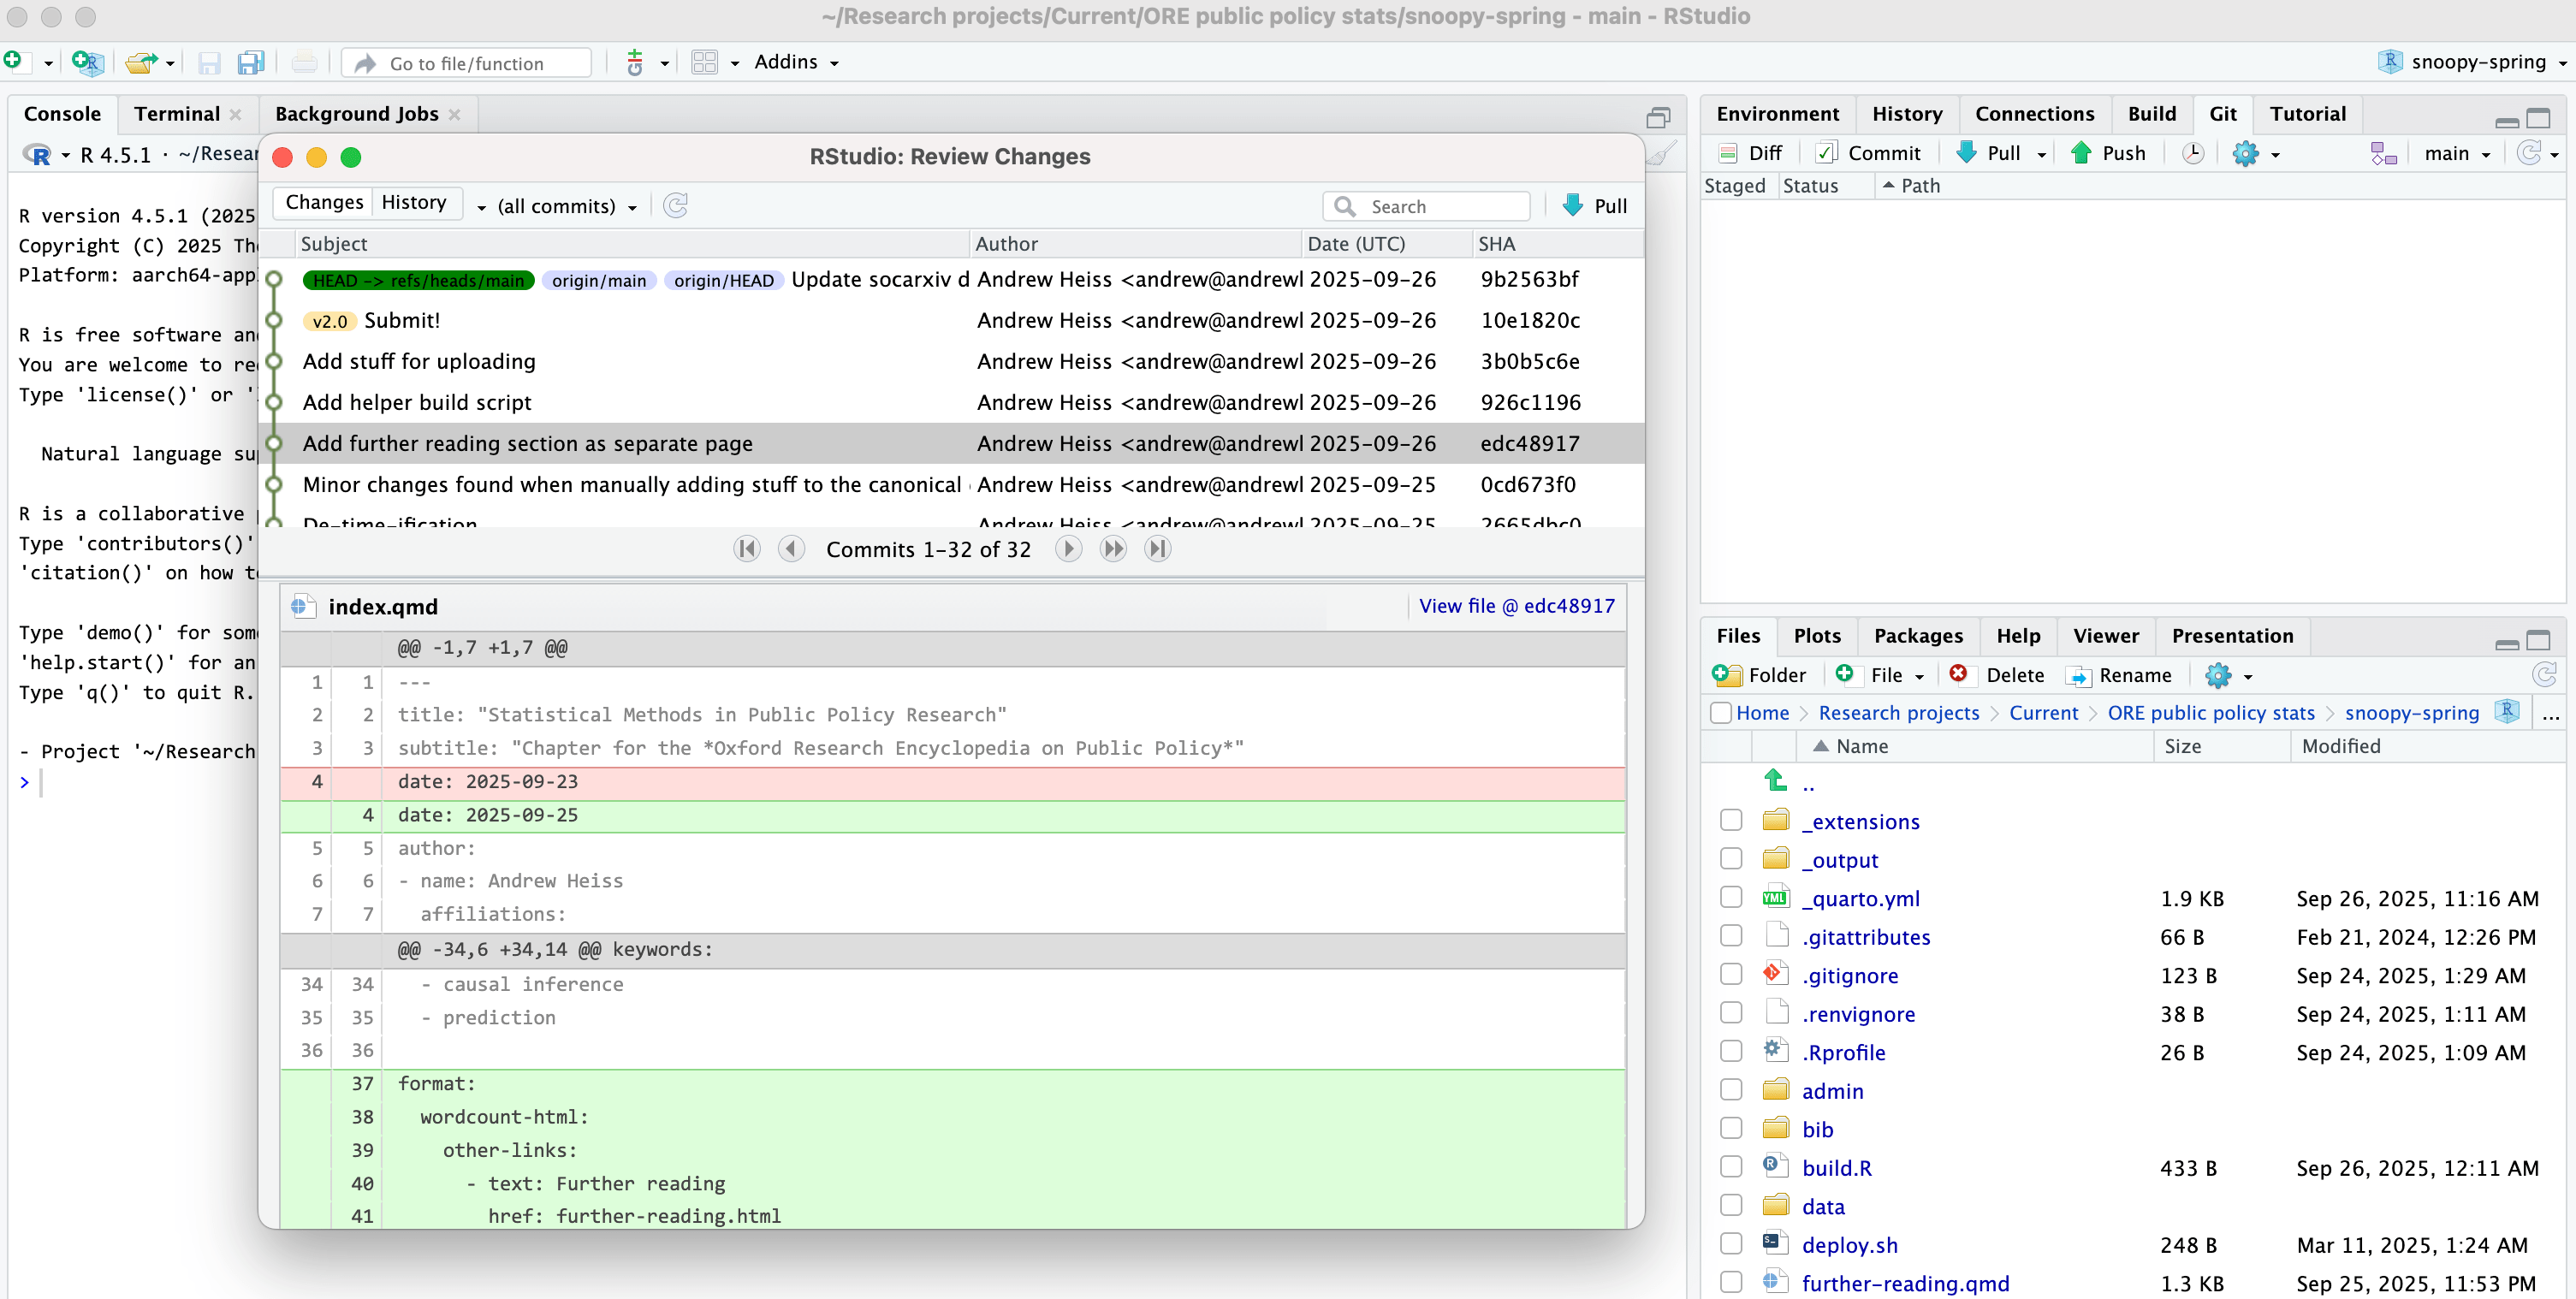 ~/Research projects/Current/ORE public policy stats/snoopy-spring - main - RStudio
Go to file/function
Addins
snoopy-spring
Console
Terminal
Background Jobs
R 4.5.1 · ~/Resear
R version 4.5.1 (2025
Copyright (C) 2025 Th
Platform: aarch64-app
R is free software an
You are welcome to re
Type 'license()' or '
Natural language su
R is a collaborative
Type 'contributors()'
'citation()' on how t
Type 'demo()' for som
'help.start()' for an
Type 'q()' to quit R.
- Project '~/Research
>
RStudio: Review Changes
Changes
History
(all commits)
Search
Pull
Subject Author Date (UTC) SHA
HEAD -> refs/heads/main origin/main origin/HEAD Update socarxiv d Andrew Heiss <andrew@andrewl 2025-09-26 9b2563bf
v2.0 Submit! Andrew Heiss <andrew@andrewl 2025-09-26 10e1820c
Add stuff for uploading Andrew Heiss <andrew@andrewl 2025-09-26 3b0b5c6e
Add helper build script Andrew Heiss <andrew@andrewl 2025-09-26 926c1196
Add further reading section as separate page Andrew Heiss <andrew@andrewl 2025-09-26 edc48917
Minor changes found when manually adding stuff to the canonical Andrew Heiss <andrew@andrewl 2025-09-25 0cd673f0
De-time-ification Andrew Heiss <andrew@andrewl 2025-09-25 2665dbc0
Commits 1-32 of 32
index.qmd
View file @ edc48917
@@ -1,7 +1,7 @@
1 1 ---
2 2 title: "Statistical Methods in Public Policy Research"
3 3 subtitle: "Chapter for the *Oxford Research Encyclopedia on Public Policy*"
4 date: 2025-09-23
4 date: 2025-09-25
5 5 author:
6 6 - name: Andrew Heiss
7 7 affiliations:
@@ -34,6 +34,14 @@ keywords:
34 34 - causal inference
35 35 - prediction
36 36
37 format:
38 wordcount-html:
39 other-links:
40 - text: Further reading
41 href: further-reading.html
Environment
History
Connections
Build
Git
Tutorial
Diff
Commit
Pull
Push
main
Staged Status Path
Files
Plots
Packages
Help
Viewer
Presentation
Folder
File
Delete
Rename
Home > Research projects > Current > ORE public policy stats > snoopy-spring
...
Name Size Modified
..
_extensions
_output
_quarto.yml 1.9 KB Sep 26, 2025, 11:16 AM
.gitattributes 66 B Feb 21, 2024, 12:26 PM
.gitignore 123 B Sep 24, 2025, 1:29 AM
.renvignore 38 B Sep 24, 2025, 1:11 AM
.Rprofile 26 B Sep 24, 2025, 1:09 AM
admin
bib
build.R 433 B Sep 26, 2025, 12:11 AM
data
deploy.sh 248 B Mar 11, 2025, 1:24 AM
further-reading.qmd 1.3 KB Sep 25, 2025, 11:53 PM